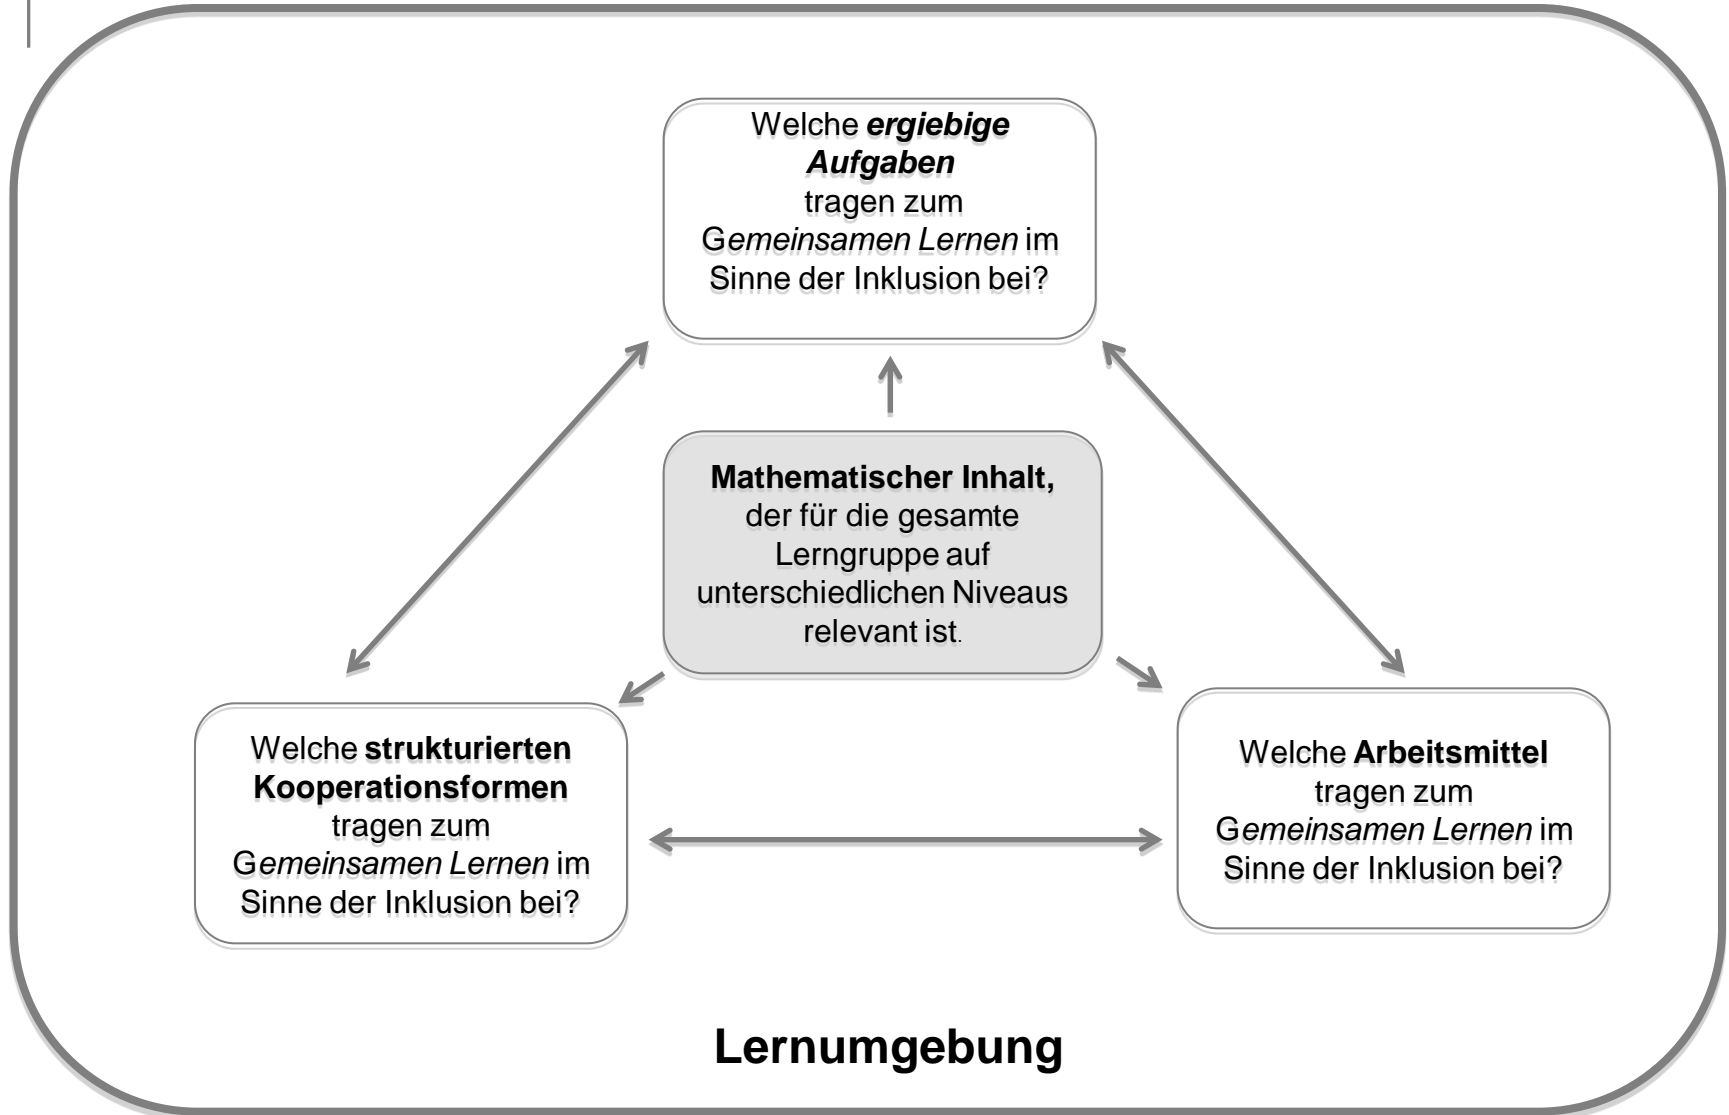 Welche ergiebige
Aufgaben
tragen zum
Gemeinsamen Lernen im
Sinne der Inklusion bei?
Mathematischer Inhalt,
der für die gesamte
Lerngruppe auf
unterschiedlichen Niveaus
relevant ist.
Welche strukturierten
Kooperationsformen
tragen zum
Gemeinsamen Lernen im
Sinne der Inklusion bei?
Welche Arbeitsmittel
tragen zum
Gemeinsamen Lernen im
Sinne der Inklusion bei?
Lernumgebung